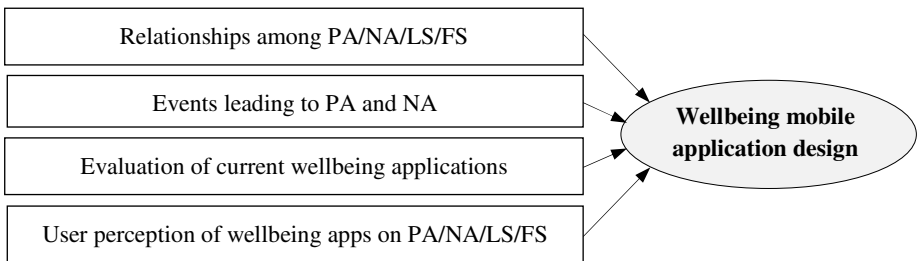 Relationships among PA/NA/LS/FS
Events leading to PA and NA
Evaluation of current wellbeing applications
User perception of wellbeing apps on PA/NA/LS/FS
Wellbeing mobile
application design